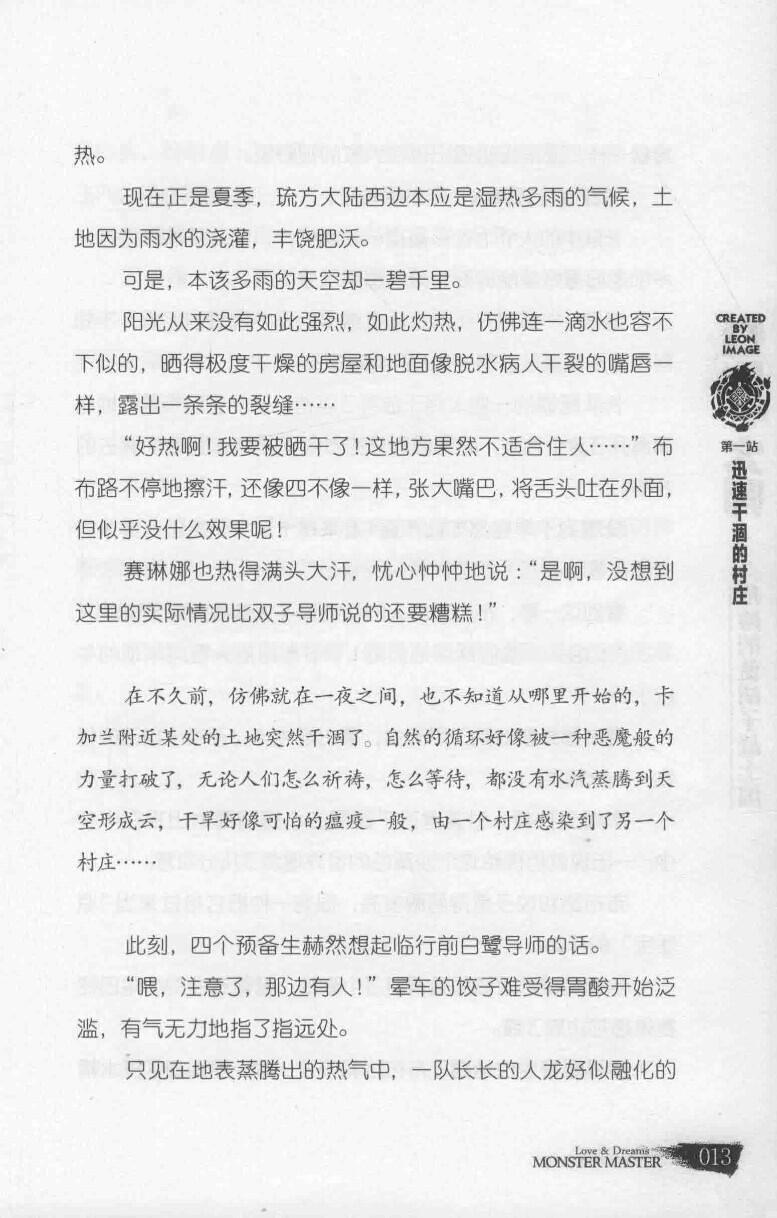 热。
现在正是夏季，琉方大陆西边本应是湿热多雨的气候，土
地因为雨水的浇灌，丰饶肥沃。
可是，本该多雨的天空却一碧千里。
阳光从来没有如此强烈，如此灼热，仿佛连一滴水也容不
下似的，晒得极度干燥的房屋和地面像脱水病人干裂的嘴唇一
样，露出一条条的裂缝……
“好热啊！我要被晒干了！这地方果然不适合住人……”布
布路不停地擦汗，还像四不像一样，张大嘴巴，将舌头吐在外面，
但似乎没什么效果呢！
赛琳娜也热得满头大汗，忧心忡忡地说：“是啊，没想到
这里的实际情况比双子导师说的还要糟糕！”
在不久前，仿佛就在一夜之间，也不知道从哪里开始的，卡
加兰附近某处的土地突然干涸了。自然的循环好像被一种恶魔般的
力量打破了，无论人们怎么祈祷，怎么等待，都没有水汽蒸腾到天
空形成云，干旱好像可怕的瘟疫一般，由一个村庄感染到了另一个
村庄……
此刻，四个预备生赫然想起临行前白鹭导师的话。
“喂，注意了，那边有人！”晕车的饺子难受得胃酸开始泛
滥，有气无力地指了指远处。
只见在地表蒸腾出的热气中，一队长长的人龙好似融化的
CREATED
BY
LEON
IMAGE
第一站
迅速干涸的村庄
Love & Dreams
MONSTER MASTER
013